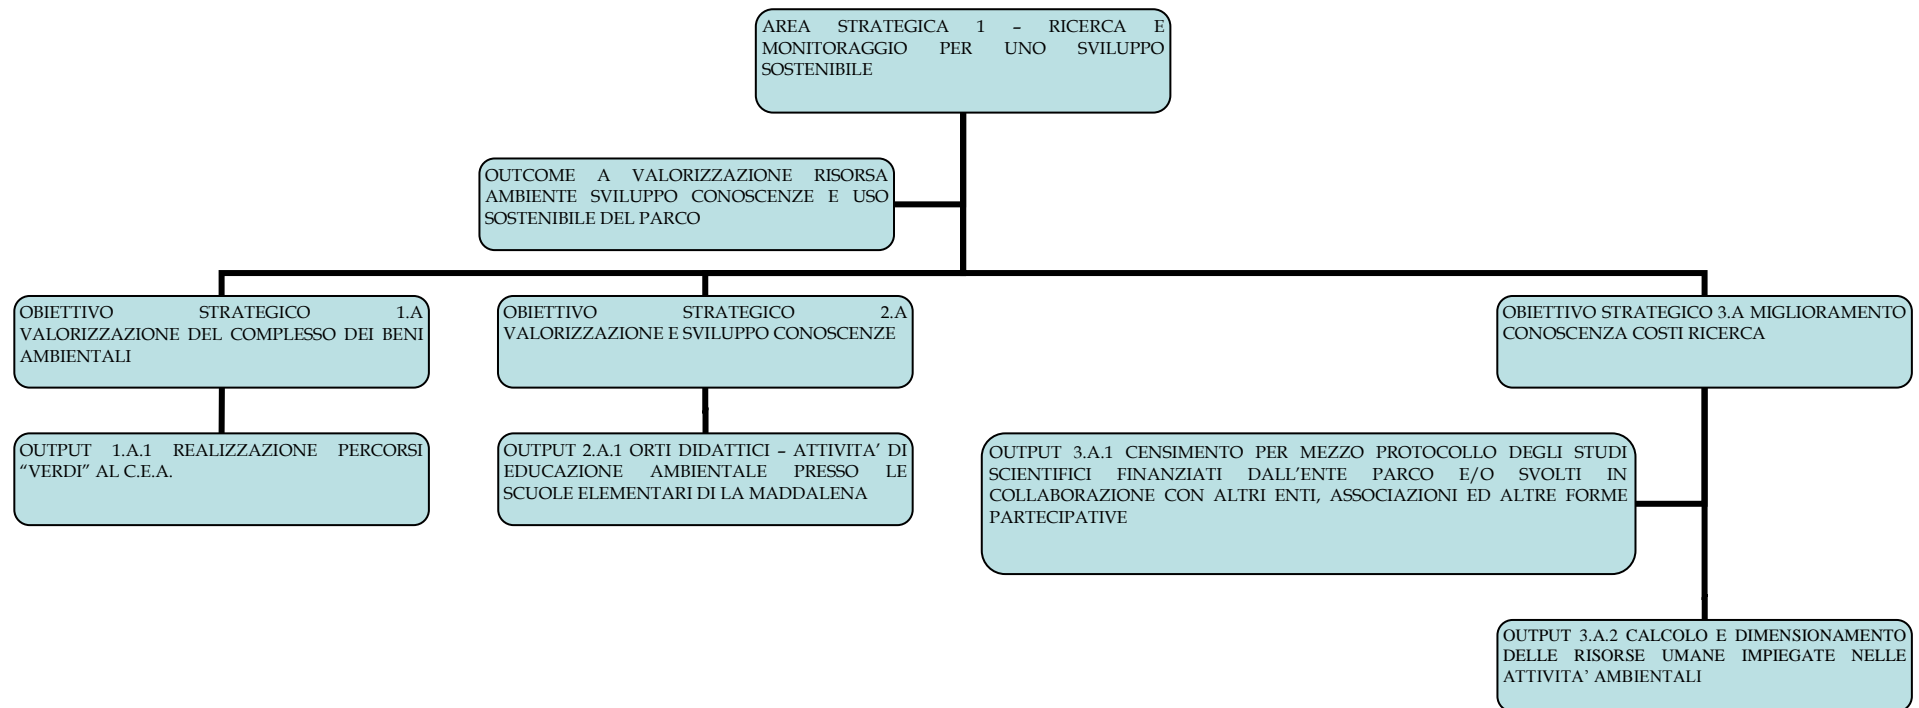 AREA STRATEGICA 1 – RICERCA E
MONITORAGGIO PER UNO SVILUPPO
SOSTENIBILE
OUTCOME A VALORIZZAZIONE RISORSA
AMBIENTE SVILUPPO CONOSCENZE E USO
SOSTENIBILE DEL PARCO
OBIETTIVO STRATEGICO 1.A
VALORIZZAZIONE DEL COMPLESSO DEI BENI
AMBIENTALI
OBIETTIVO STRATEGICO 2.A
VALORIZZAZIONE E SVILUPPO CONOSCENZE
OBIETTIVO STRATEGICO 3.A MIGLIORAMENTO
CONOSCENZA COSTI RICERCA
OUTPUT 1.A.1 REALIZZAZIONE PERCORSI
“VERDI” AL C.E.A.
OUTPUT 2.A.1 ORTI DIDATTICI – ATTIVITA’ DI
EDUCAZIONE AMBIENTALE PRESSO LE
SCUOLE ELEMENTARI DI LA MADDALENA
OUTPUT 3.A.1 CENSIMENTO PER MEZZO PROTOCOLLO DEGLI STUDI
SCIENTIFICI FINANZIATI DALL’ENTE PARCO E/O SVOLTI IN
COLLABORAZIONE CON ALTRI ENTI, ASSOCIAZIONI ED ALTRE FORME
PARTECIPATIVE
OUTPUT 3.A.2 CALCOLO E DIMENSIONAMENTO
DELLE RISORSE UMANE IMPIEGATE NELLE
ATTIVITA’ AMBIENTALI